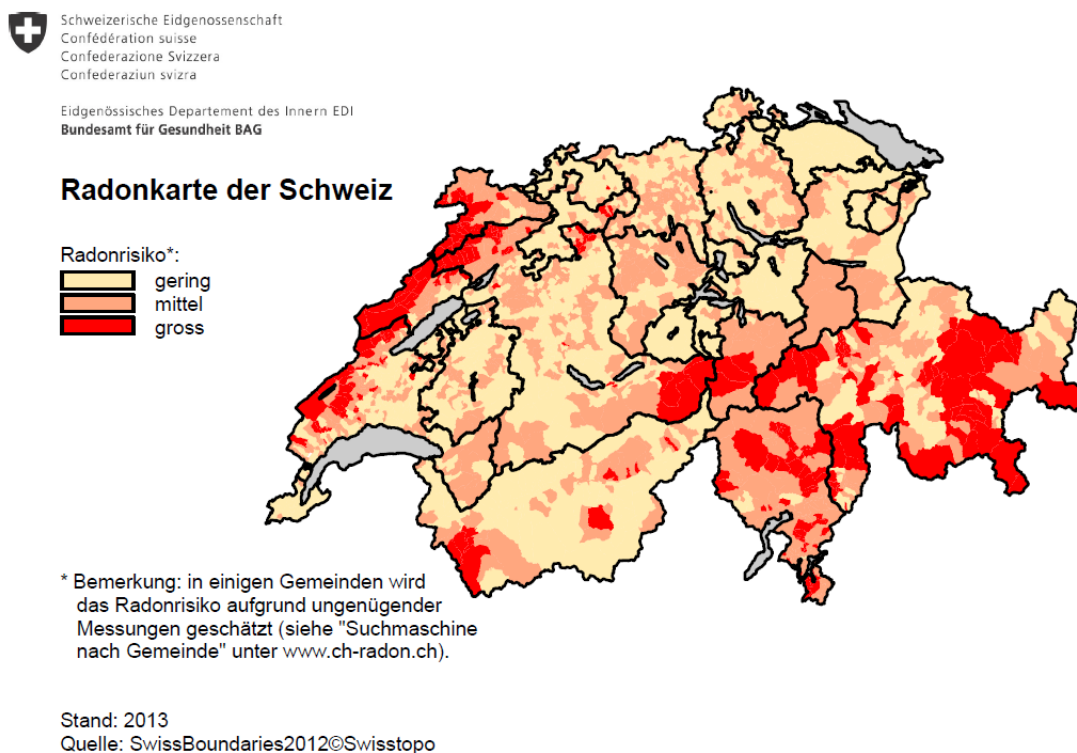 Schweizerische Eidgenossenschaft
Confédération suisse
Confederazione Svizzera
Confederaziun svizra
Eidgenössisches Departement des Innern EDI
Bundesamt für Gesundheit BAG
Radonkarte der Schweiz
Radonrisiko*:
gering
mittel
gross
* Bemerkung: in einigen Gemeinden wird
das Radonrisiko aufgrund ungenügender
Messungen geschätzt (siehe "Suchmaschine
nach Gemeinde" unter www.ch-radon.ch).
Stand: 2013
Quelle: SwissBoundaries2012©Swisstopo